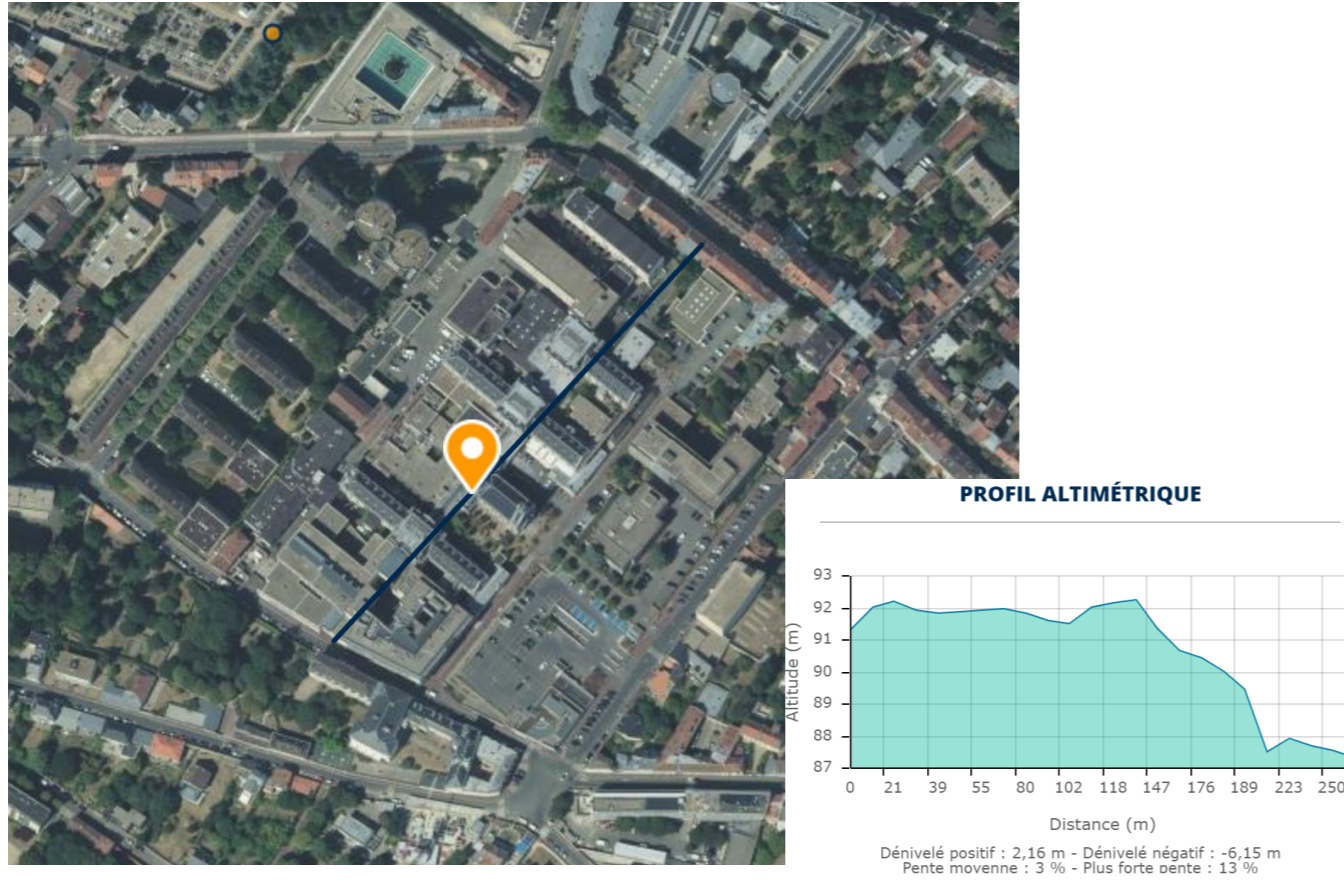 PROFIL ALTIMÉTRIQUE
93
92
91
90
89
88
87
Altitude (m)
0 21 39 55 80 102 118 147 176 189 223 250
Distance (m)
Dénivelé positif : 2,16 m - Dénivelé négatif : -6,15 m
Pente moyenne : 3 % - Plus forte pente : 13 %